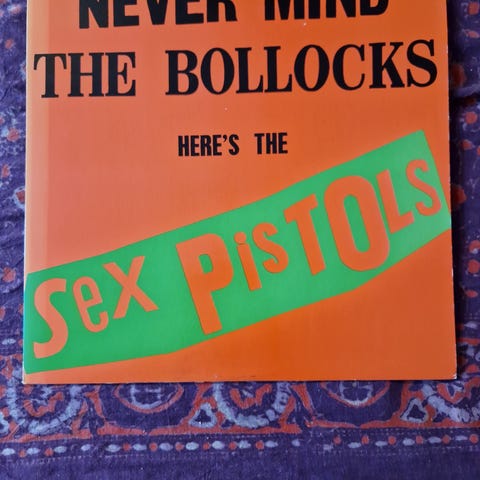 NEVER MIND
THE BOLLOCKS
HERE'S THE
Sex PisTOLs